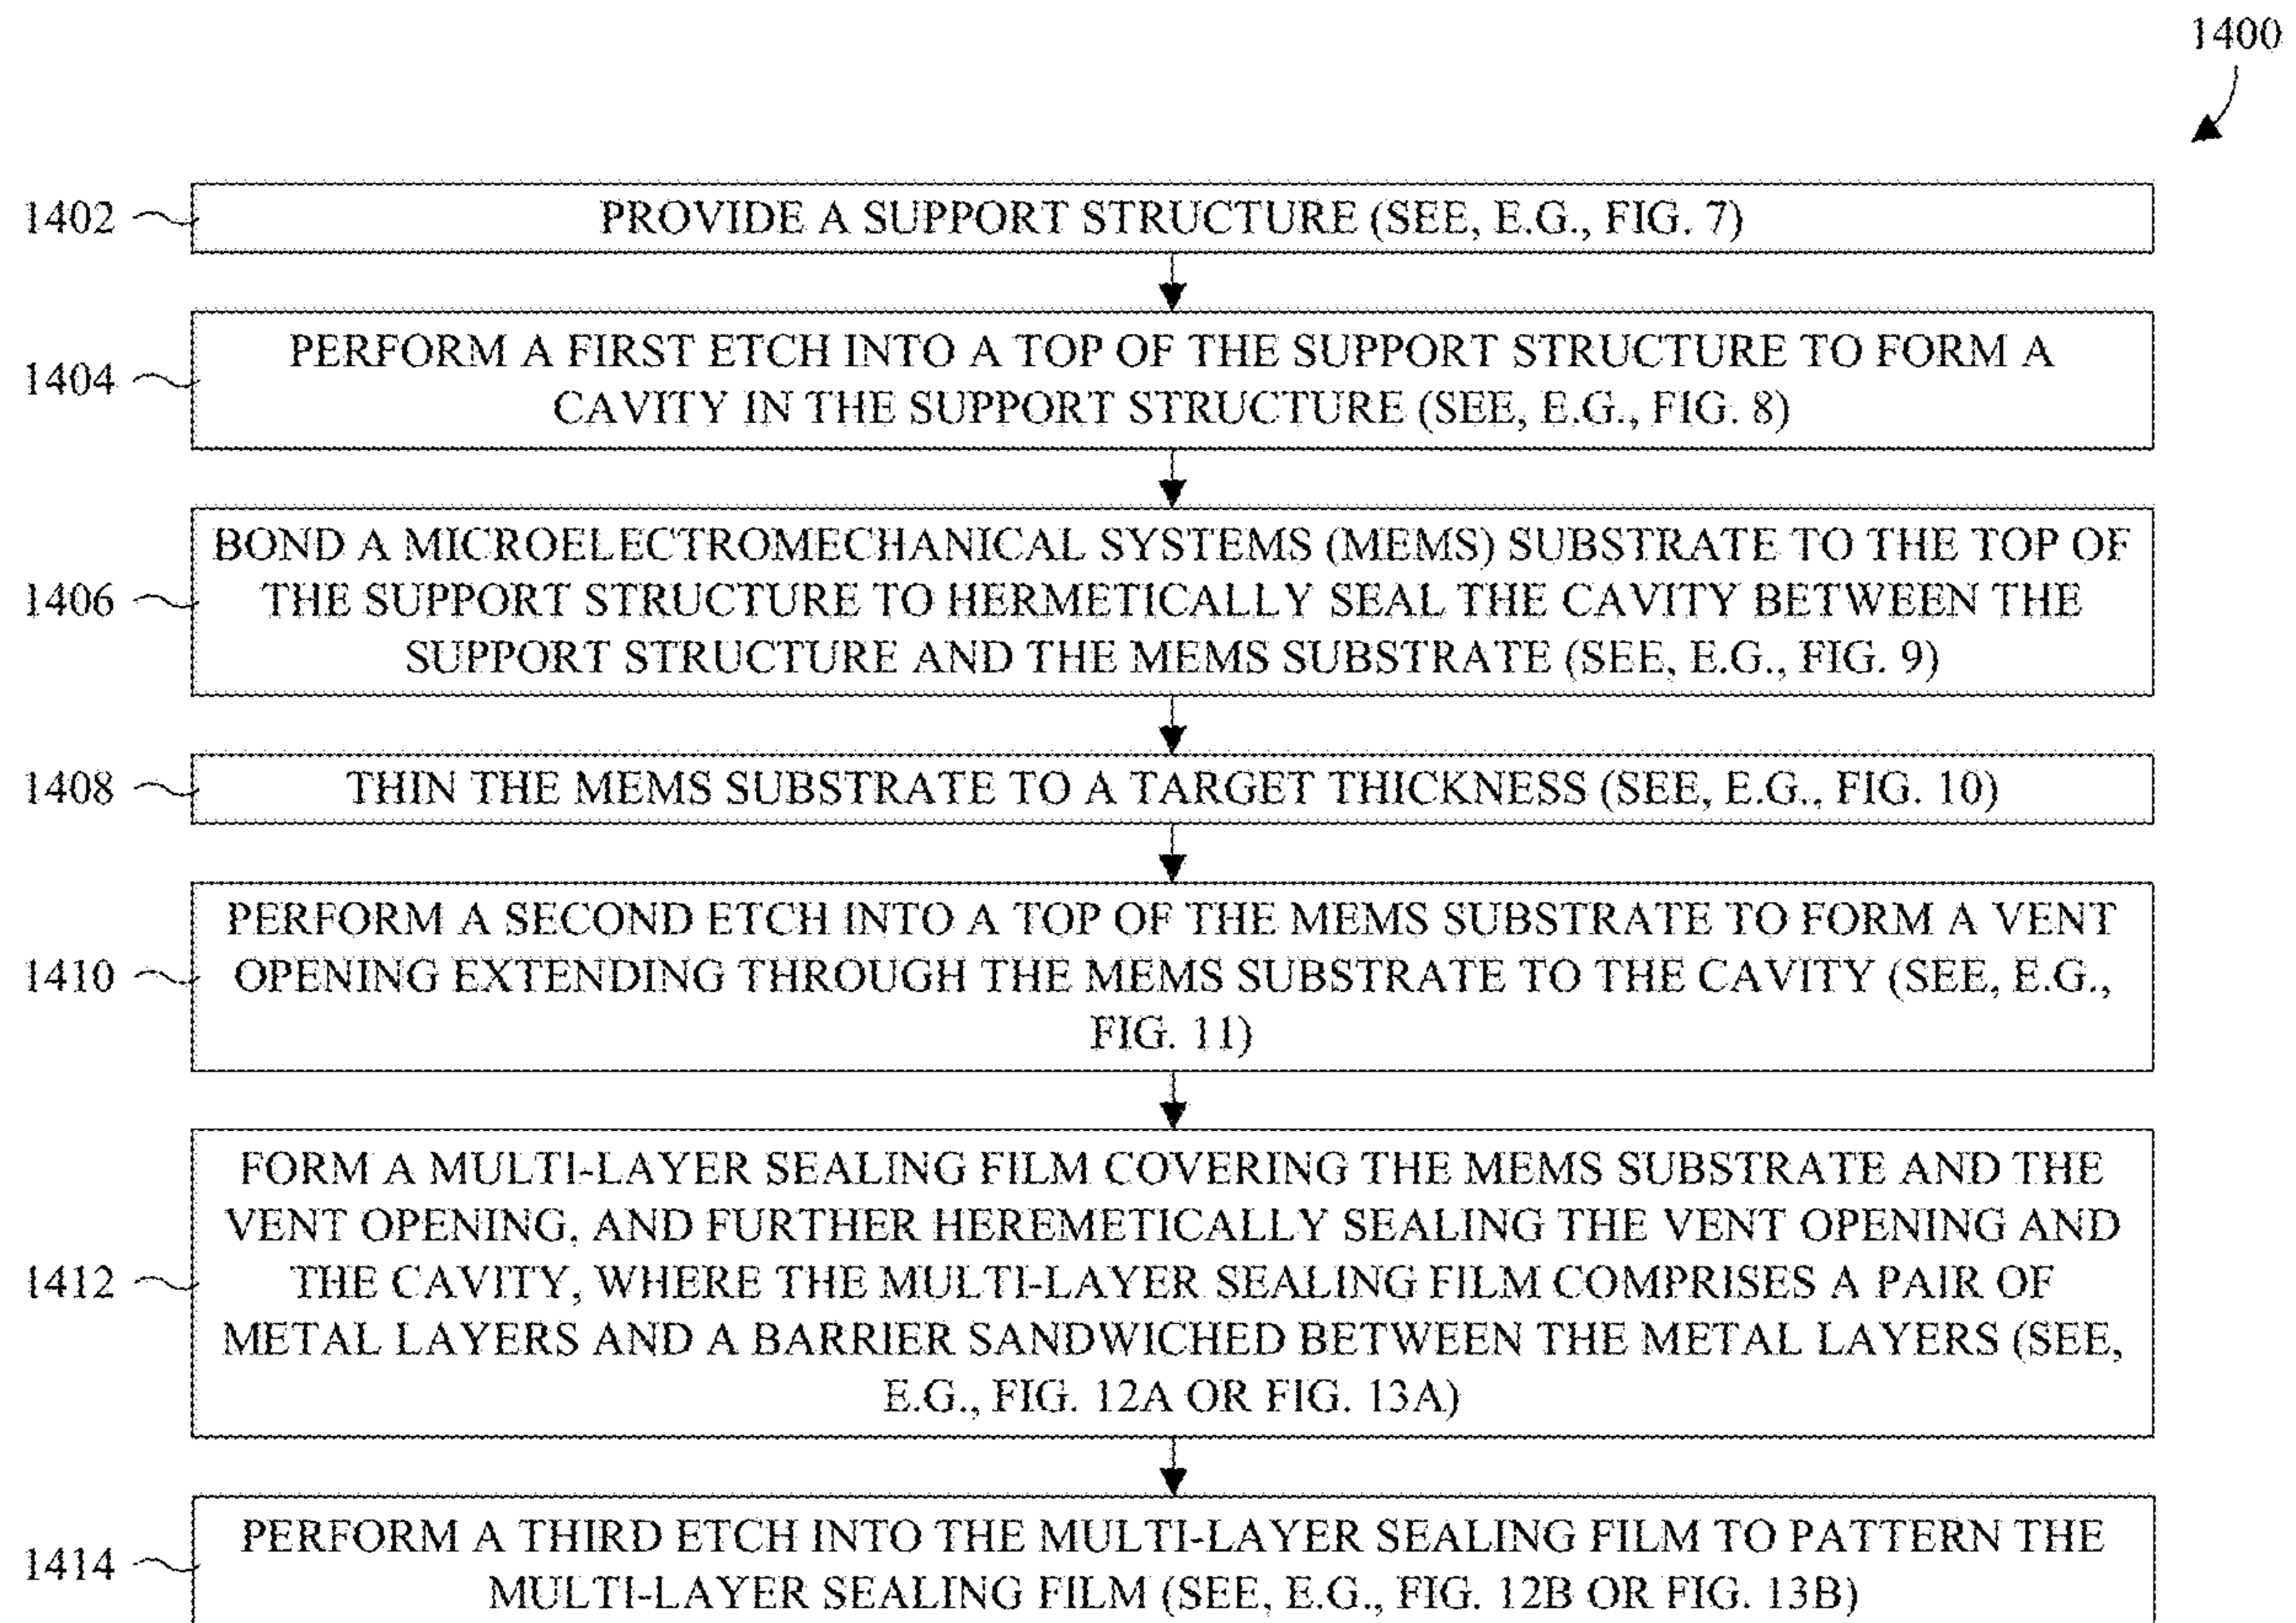 1400
1402
PROVIDE A SUPPORT STRUCTURE (SEE, E.G., FIG. 7)
1404
PERFORM A FIRST ETCH INTO A TOP OF THE SUPPORT STRUCTURE TO FORM A
CAVITY IN THE SUPPORT STRUCTURE (SEE, E.G., FIG. 8)
1406
BOND A MICROELECTROMECHANICAL SYSTEMS (MEMS) SUBSTRATE TO THE TOP OF
THE SUPPORT STRUCTURE TO HERMETICALLY SEAL THE CAVITY BETWEEN THE
SUPPORT STRUCTURE AND THE MEMS SUBSTRATE (SEE, E.G., FIG. 9)
1408
THIN THE MEMS SUBSTRATE TO A TARGET THICKNESS (SEE, E.G., FIG. 10)
1410
PERFORM A SECOND ETCH INTO A TOP OF THE MEMS SUBSTRATE TO FORM A VENT
OPENING EXTENDING THROUGH THE MEMS SUBSTRATE TO THE CAVITY (SEE, E.G.,
FIG. 11)
1412
FORM A MULTI-LAYER SEALING FILM COVERING THE MEMS SUBSTRATE AND THE
VENT OPENING, AND FURTHER HEREMETICALLY SEALING THE VENT OPENING AND
THE CAVITY, WHERE THE MULTI-LAYER SEALING FILM COMPRISES A PAIR OF
METAL LAYERS AND A BARRIER SANDWICHED BETWEEN THE METAL LAYERS (SEE,
E.G., FIG. 12A OR FIG. 13A)
1414
PERFORM A THIRD ETCH INTO THE MULTI-LAYER SEALING FILM TO PATTERN THE
MULTI-LAYER SEALING FILM (SEE, E.G., FIG. 12B OR FIG. 13B)